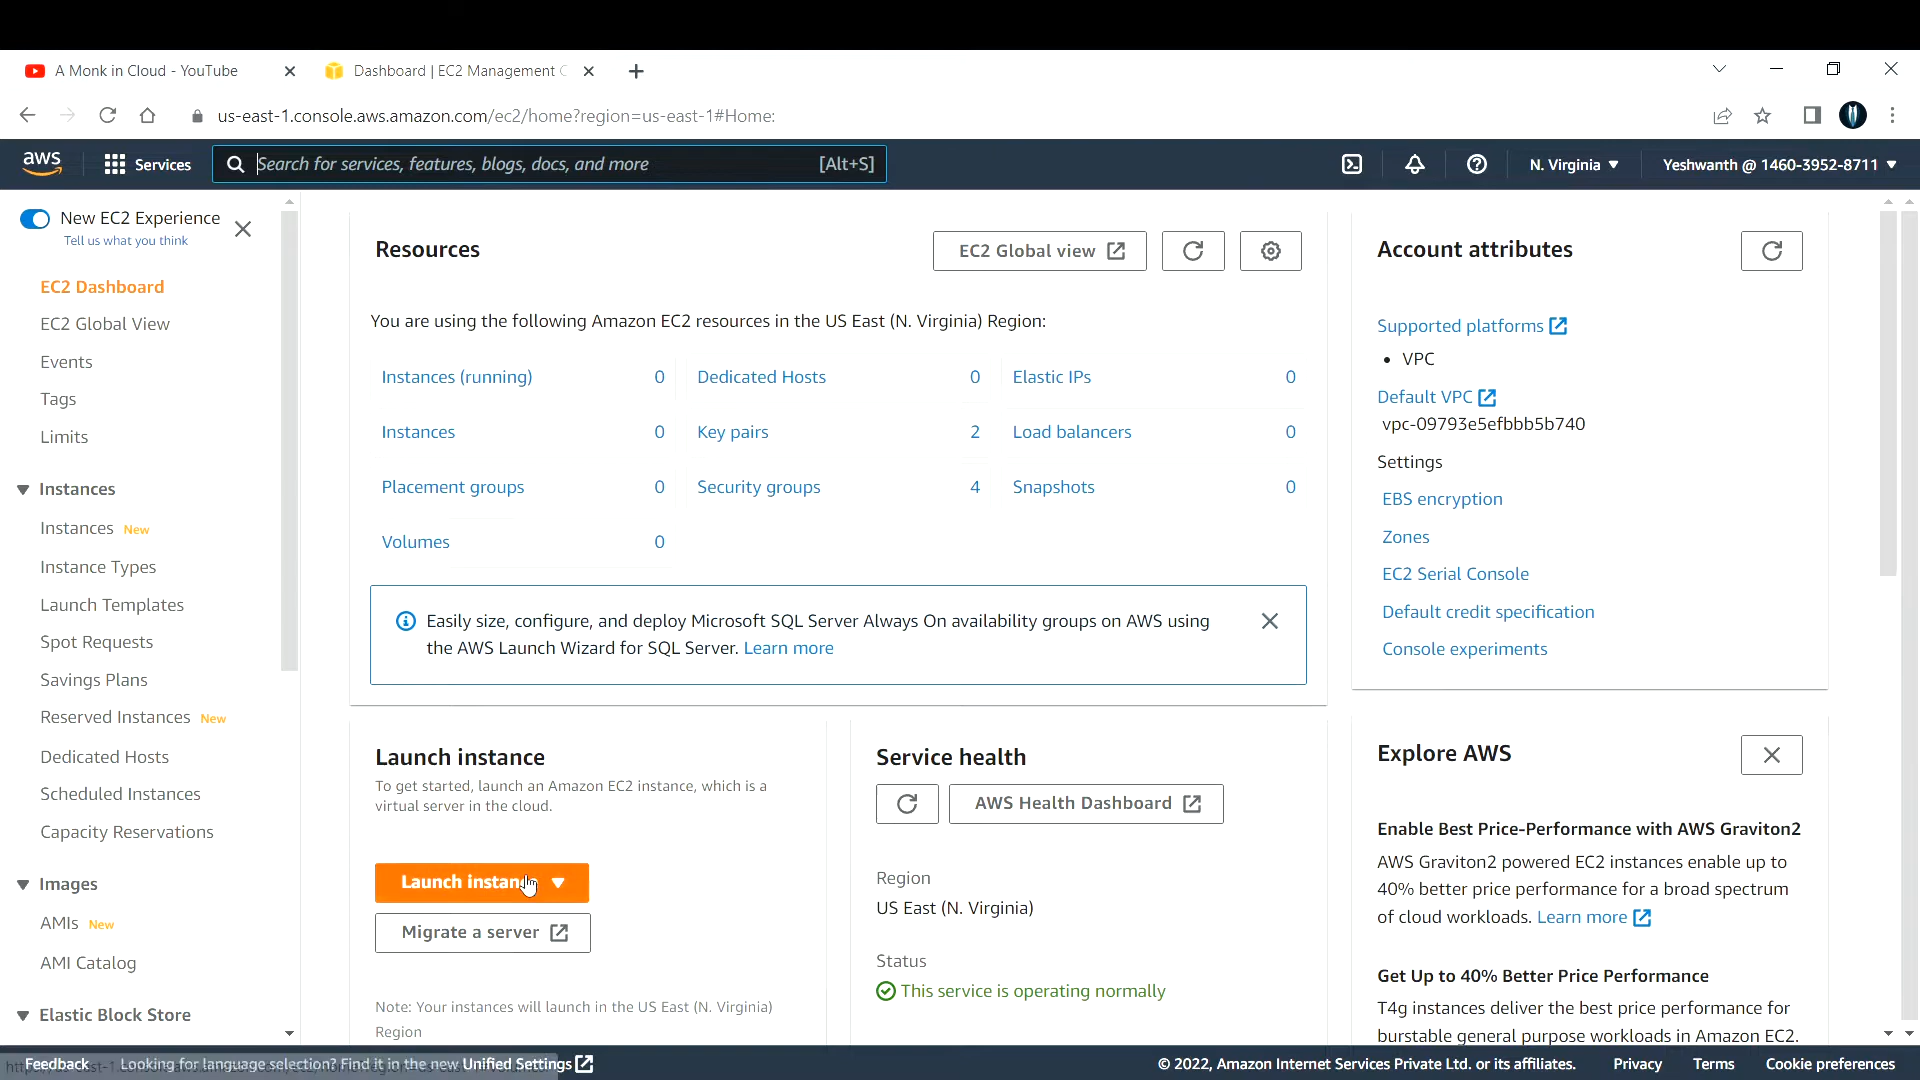 A Monk in Cloud - YouTube
Dashboard | EC2 Management C
us-east-1.console.aws.amazon.com/ec2/home?region=us-east-1#Home:
aws
Services
Search for services, features, blogs, docs, and more
[Alt+S]
N. Virginia
Yeshwanth @ 1460-3952-8711
New EC2 Experience
Tell us what you think
EC2 Dashboard
EC2 Global View
Events
Tags
Limits
Instances
Instances New
Instance Types
Launch Templates
Spot Requests
Savings Plans
Reserved Instances New
Dedicated Hosts
Scheduled Instances
Capacity Reservations
Images
AMIs New
AMI Catalog
Elastic Block Store
Resources
EC2 Global view
You are using the following Amazon EC2 resources in the US East (N. Virginia) Region:
Instances (running) 0
Dedicated Hosts 0
Elastic IPs 0
Instances 0
Key pairs 2
Load balancers 0
Placement groups 0
Security groups 4
Snapshots 0
Volumes 0
Easily size, configure, and deploy Microsoft SQL Server Always On availability groups on AWS using
the AWS Launch Wizard for SQL Server. Learn more
Launch instance
To get started, launch an Amazon EC2 instance, which is a
virtual server in the cloud.
Launch instance
Migrate a server
Note: Your instances will launch in the US East (N. Virginia)
Region
Service health
AWS Health Dashboard
Region
US East (N. Virginia)
Status
This service is operating normally
Account attributes
Supported platforms
• VPC
Default VPC
vpc-09793e5efbbb5b740
Settings
EBS encryption
Zones
EC2 Serial Console
Default credit specification
Console experiments
Explore AWS
Enable Best Price-Performance with AWS Graviton2
AWS Graviton2 powered EC2 instances enable up to
40% better price performance for a broad spectrum
of cloud workloads. Learn more
Get Up to 40% Better Price Performance
T4g instances deliver the best price performance for
burstable general purpose workloads in Amazon EC2.
Feedback
Looking for language selection? Find it in the new Unified Settings
© 2022, Amazon Internet Services Private Ltd. or its affiliates.
Privacy
Terms
Cookie preferences